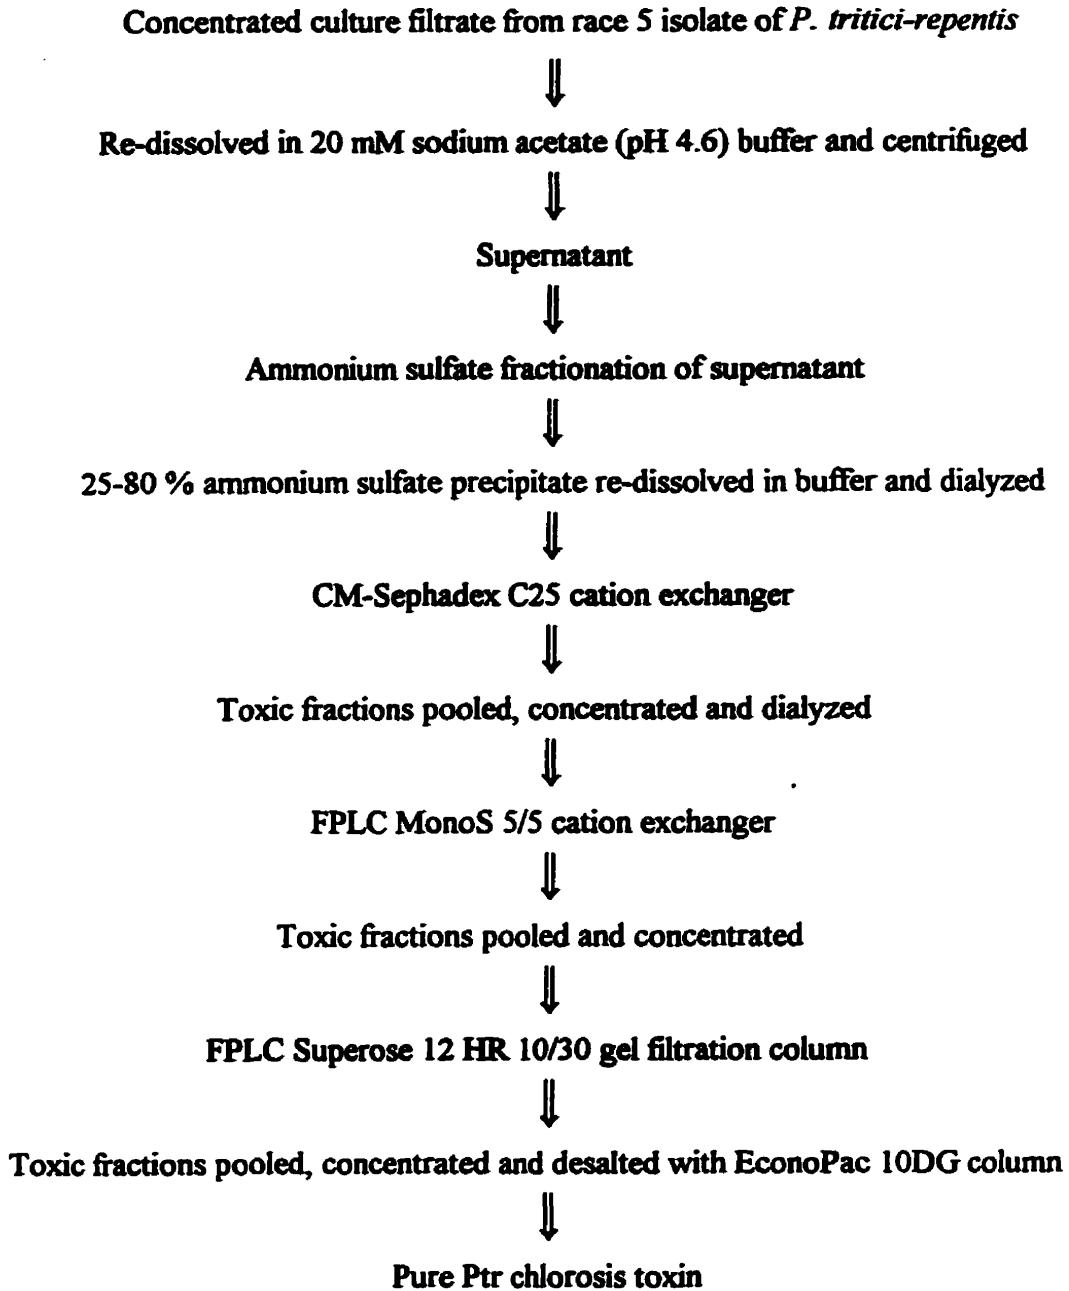 Concentrated culture filtrate from race 5 isolate of P. tritici-repentis
⇓
Re-dissolved in 20 mM sodium acetate (pH 4.6) buffer and centrifuged
⇓
Supernatant
⇓
Ammonium sulfate fractionation of supernatant
⇓
25-80 % ammonium sulfate precipitate re-dissolved in buffer and dialyzed
⇓
CM-Sephadex C25 cation exchanger
⇓
Toxic fractions pooled, concentrated and dialyzed
⇓
FPLC MonoS 5/5 cation exchanger
⇓
Toxic fractions pooled and concentrated
⇓
FPLC Superose 12 HR 10/30 gel filtration column
⇓
Toxic fractions pooled, concentrated and desalted with EconoPac 10DG column
⇓
Pure Ptr chlorosis toxin